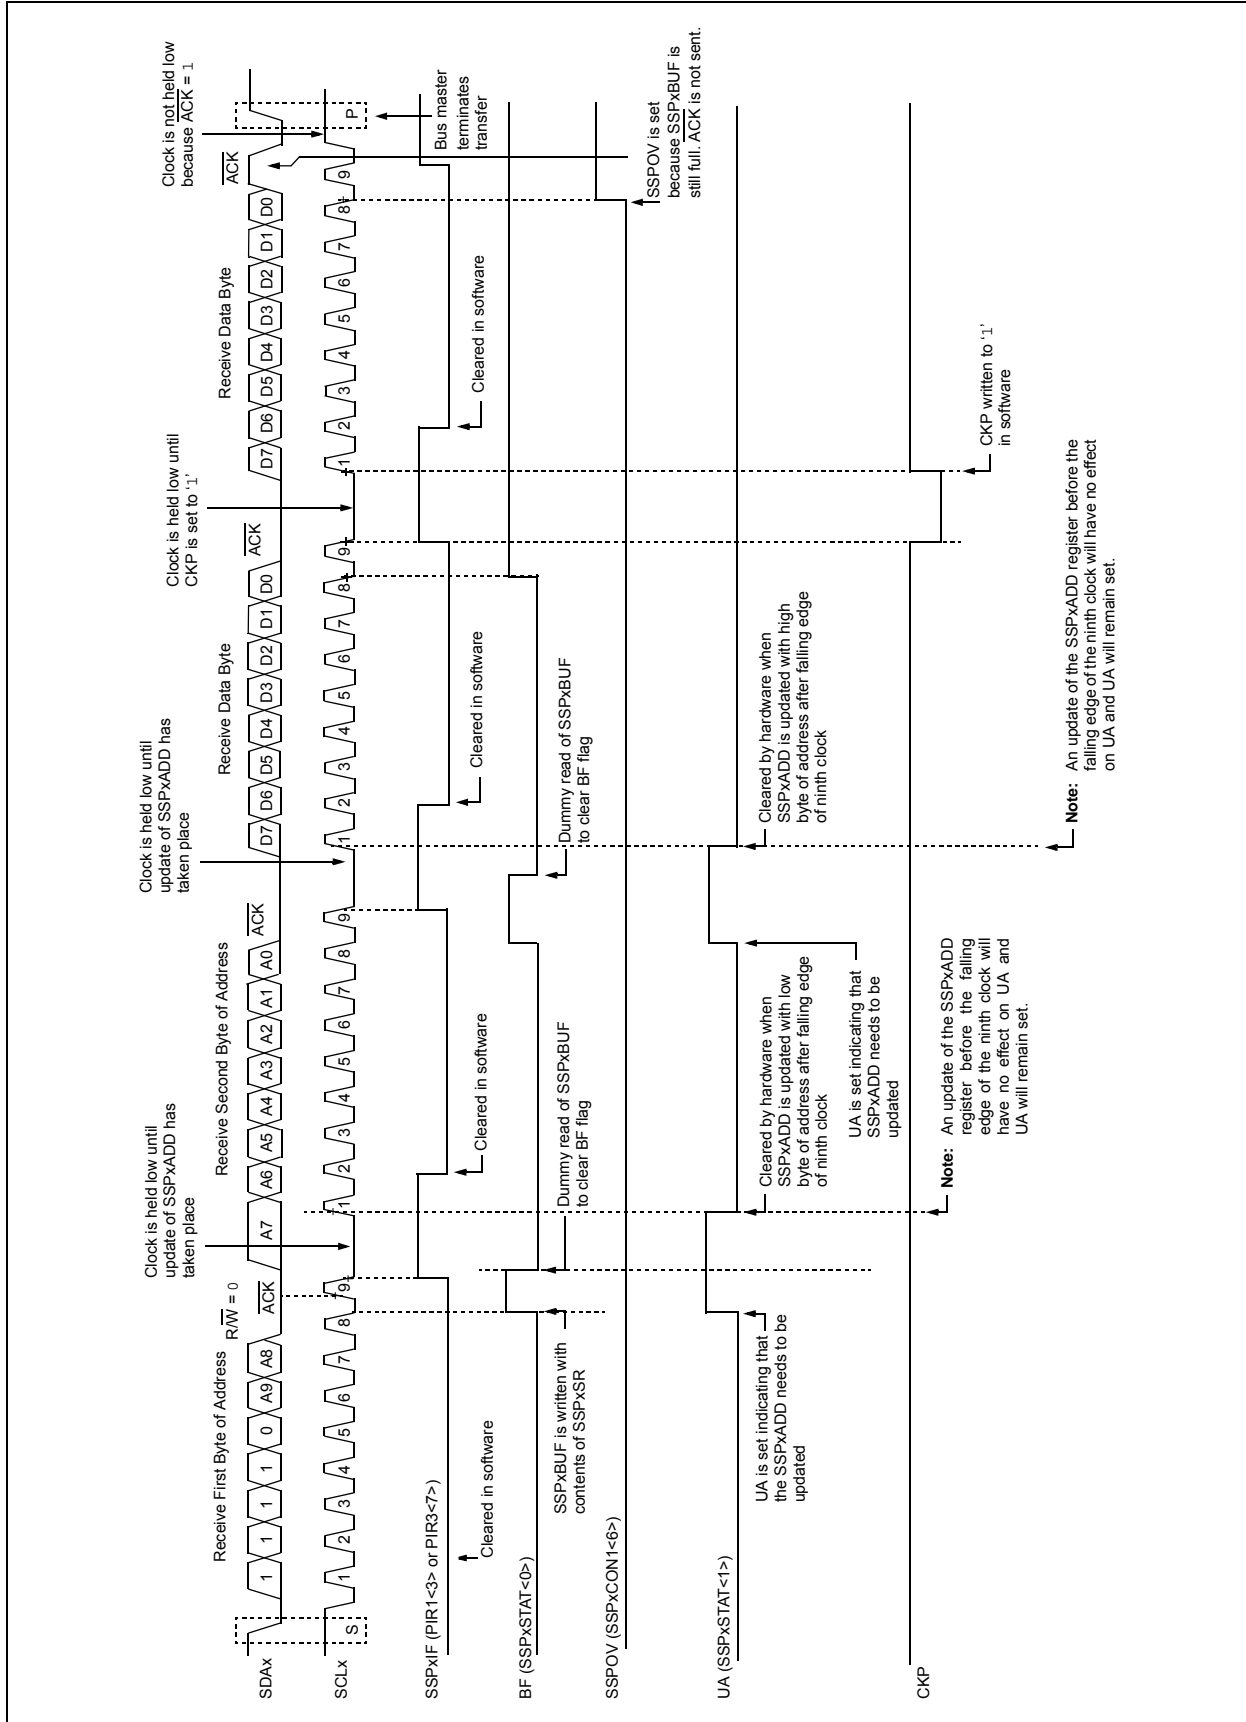 Receive First Byte of Address
R/W = 0
ACK
Clock is held low until
update of SSPxADD has
taken place
Receive Second Byte of Address
ACK
Clock is held low until
update of SSPxADD has
taken place
Receive Data Byte
ACK
Clock is held low until
CKP is set to ‘1’
Receive Data Byte
ACK
Clock is not held low
because ACK = 1
SDAx
1 1 1 1 0 A9 A8
A7 A6 A5 A4 A3 A2 A1 A0
D7 D6 D5 D4 D3 D2 D1 D0
D7 D6 D5 D4 D3 D2 D1 D0
SCLx
S
1 2 3 4 5 6 7 8 9
1 2 3 4 5 6 7 8 9
1 2 3 4 5 6 7 8 9
1 2 3 4 5 6 7 8 9
P
Bus master
terminates
transfer
SSPxIF (PIR1<3> or PIR3<7>)
Cleared in software
Cleared in software
Cleared in software
Cleared in software
BF (SSPxSTAT<0>)
SSPxBUF is written with
contents of SSPxSR
Dummy read of SSPxBUF
to clear BF flag
Dummy read of SSPxBUF
to clear BF flag
SSPOV (SSPxCON1<6>)
SSPOV is set
because SSPxBUF is
still full. ACK is not sent.
UA (SSPxSTAT<1>)
UA is set indicating that
the SSPxADD needs to be
updated
Cleared by hardware when
SSPxADD is updated with low
byte of address after falling edge
of ninth clock
UA is set indicating that
SSPxADD needs to be
updated
Cleared by hardware when
SSPxADD is updated with high
byte of address after falling edge
of ninth clock
CKP
CKP written to ‘1’
in software
Note: An update of the SSPxADD
register before the falling
edge of the ninth clock will
have no effect on UA and
UA will remain set.
Note: An update of the SSPxADD register before the
falling edge of the ninth clock will have no effect
on UA and UA will remain set.